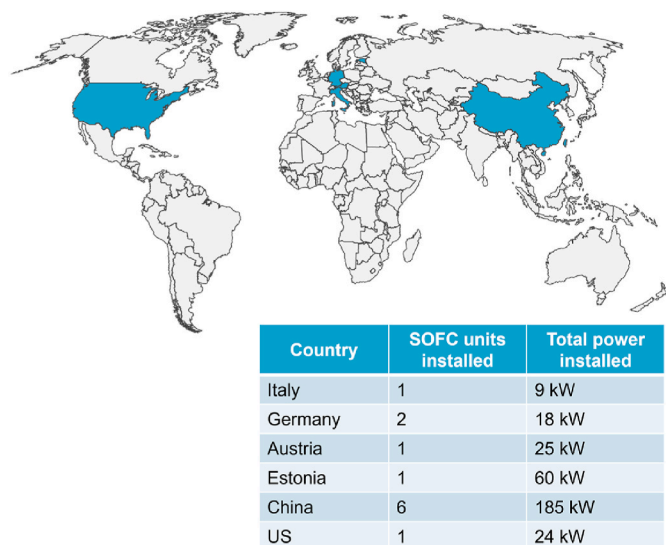 Country SOFC units installed Total power installed
Italy 1 9 kW
Germany 2 18 kW
Austria 1 25 kW
Estonia 1 60 kW
China 6 185 kW
US 1 24 kW